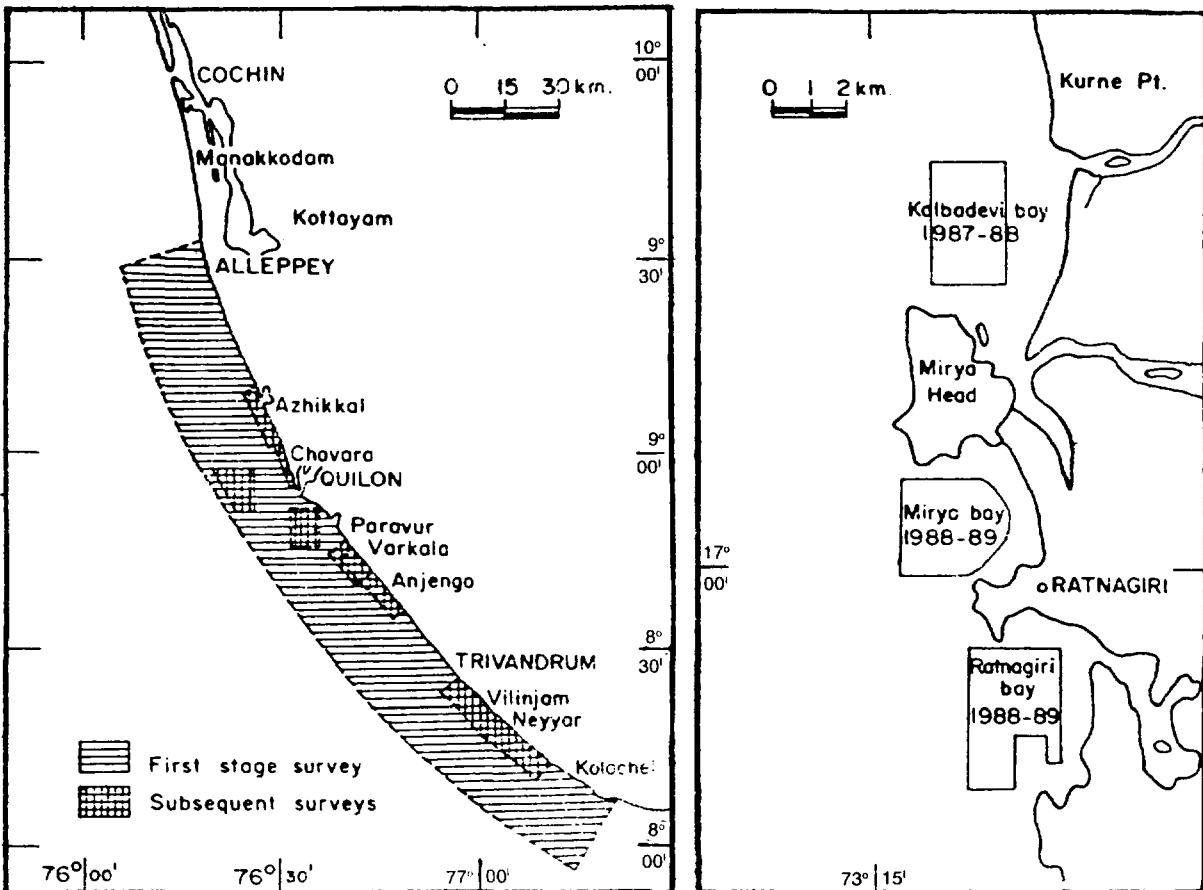 10°
00'
COCHIN
0 15 30 km.
Manakkodam
Kottayam
9°
30'
ALLEPPEY
Azhikkal
Chavara
9°
00'
QUILON
Paravur
Varkala
Anjengo
8°
30'
TRIVANDRUM
Vilinjam
Neyyar
Kolachel
First stage survey
Subsequent surveys
8°
00'
76° 00'
76° 30'
77° 00'
0 1 2 km.
Kurne Pt.
Kalbadevi bay
1987-88
Mirya
Head
Mirya bay
1988-89
17°
00'
RATNAGIRI
Ratnagiri
bay
1988-89
73° 15'